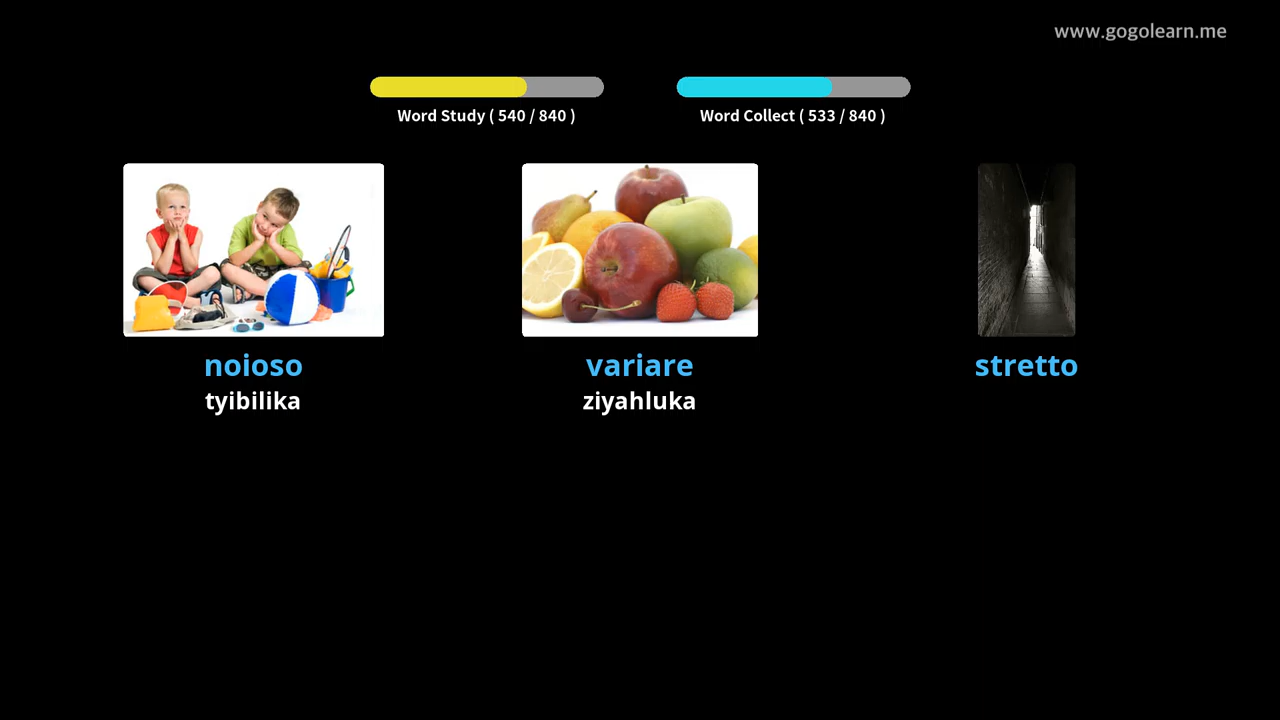 www.gogolearn.me
Word Study ( 540 / 840 )
Word Collect ( 533 / 840 )
noioso
tyibilika
variare
ziyahluka
stretto